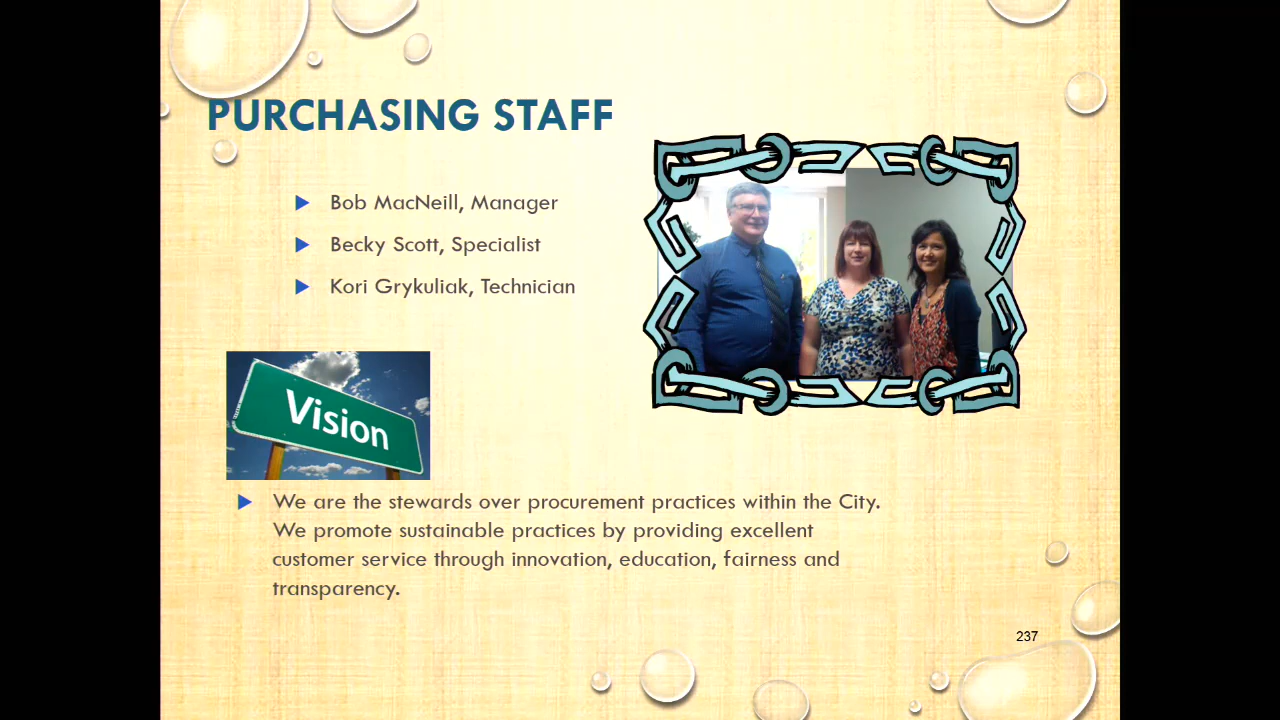 PURCHASING STAFF
Bob MacNeill, Manager
Becky Scott, Specialist
Kori Grykuliak, Technician
Vision
We are the stewards over procurement practices within the City.
We promote sustainable practices by providing excellent
customer service through innovation, education, fairness and
transparency.
237